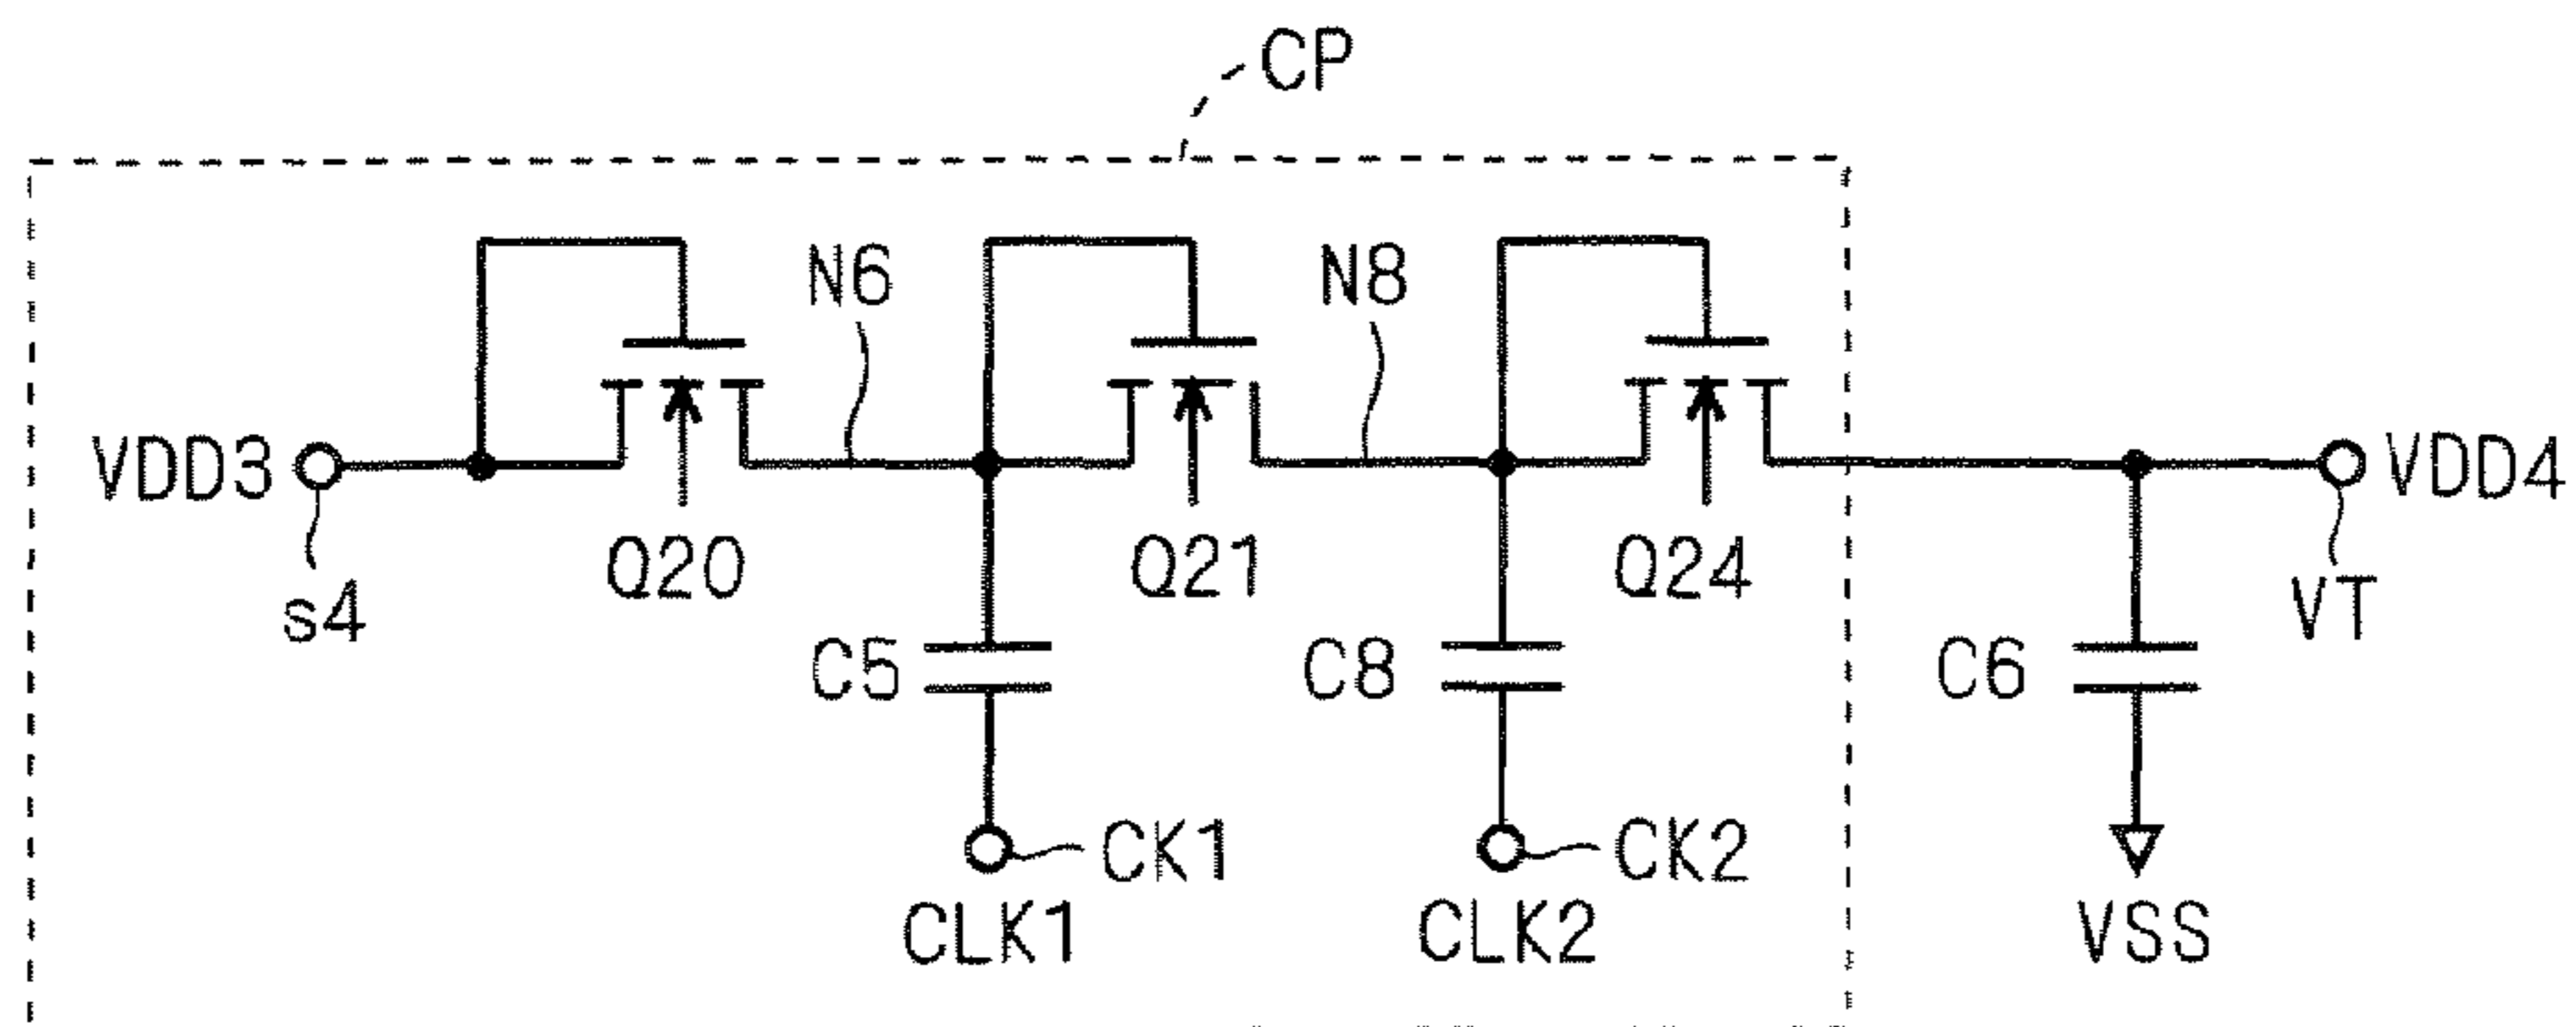 CP
N6
N8
VDD3
VDD4
s4
Q20
Q21
Q24
VT
C5
C8
C6
CK1
CK2
CLK1
CLK2
VSS